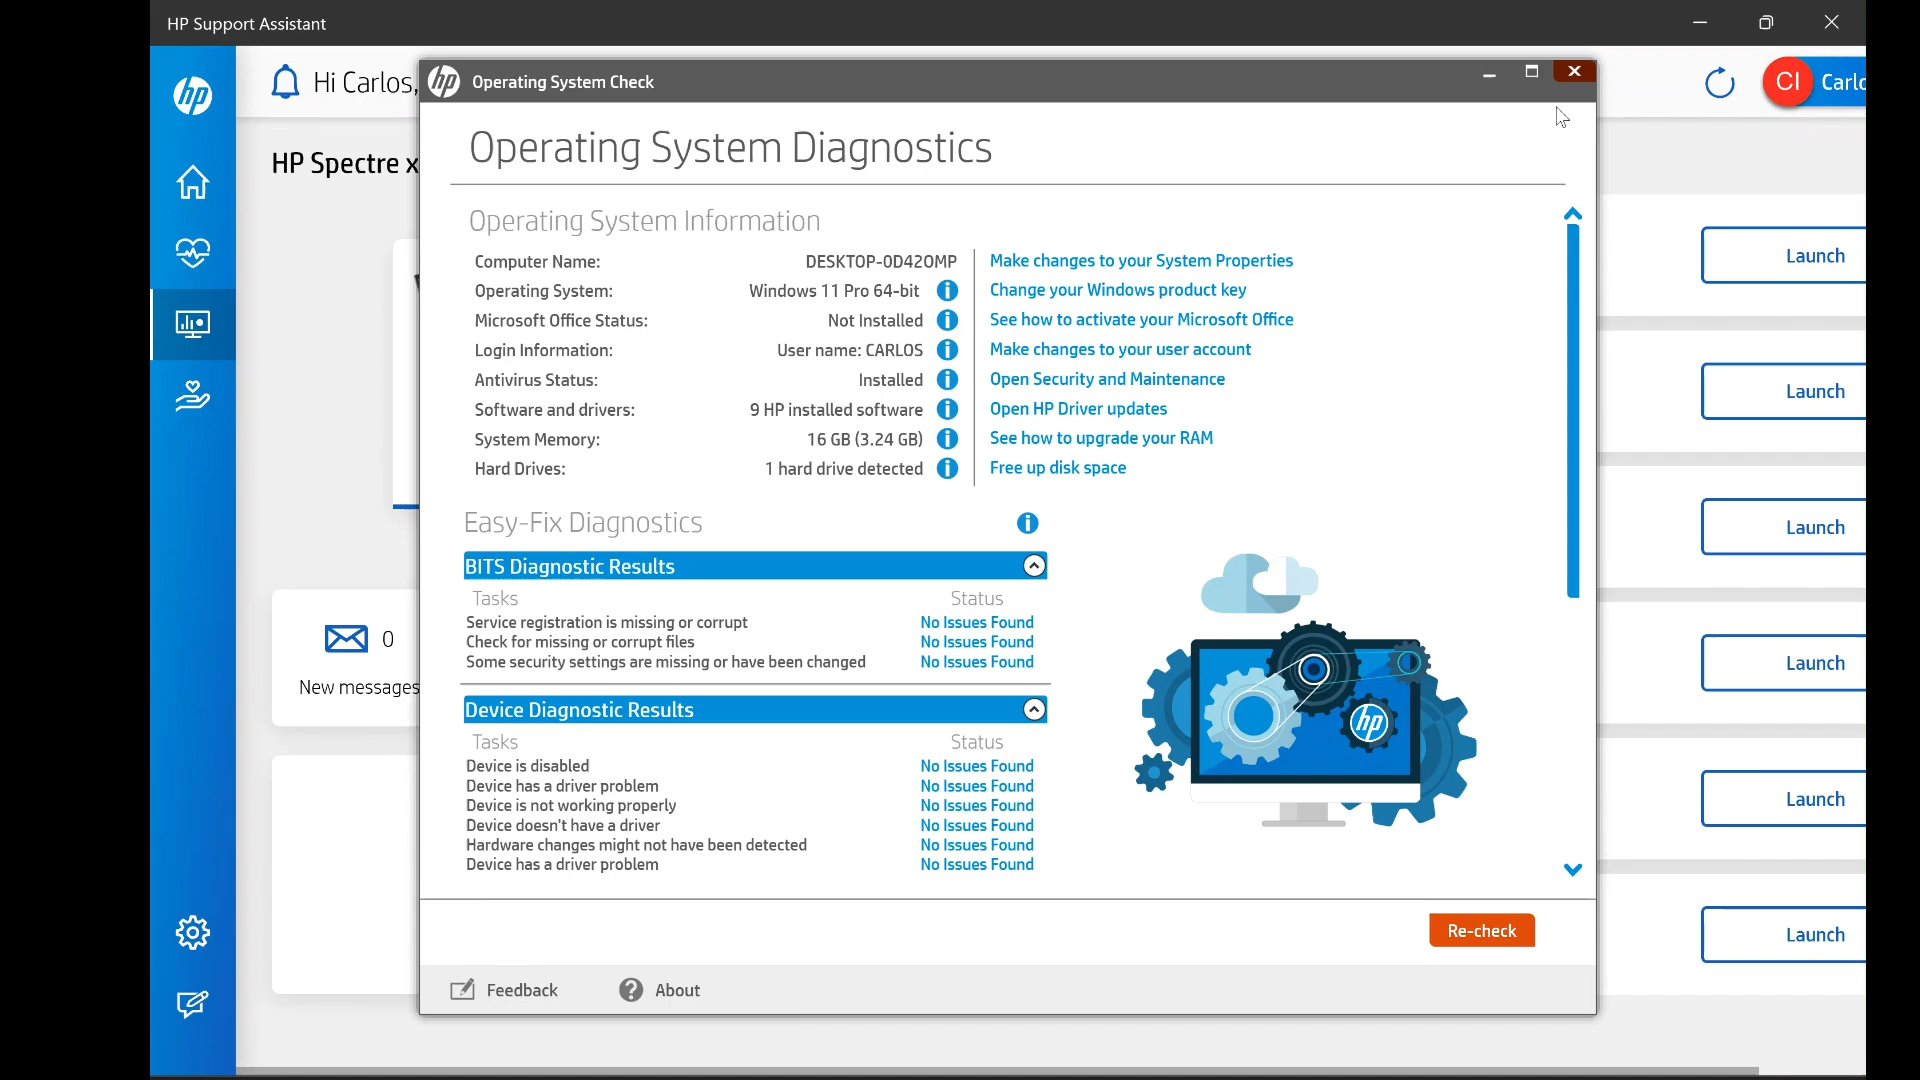 HP Support Assistant
hp
Hi Carlos,
CI
HP Spectre x
hp Operating System Check
Operating System Diagnostics
Operating System Information
Computer Name: DESKTOP-0D42OMP Make changes to your System Properties
Operating System: Windows 11 Pro 64-bit Change your Windows product key
Microsoft Office Status: Not Installed See how to activate your Microsoft Office
Login Information: User name: CARLOS Make changes to your user account
Antivirus Status: Installed Open Security and Maintenance
Software and drivers: 9 HP installed software Open HP Driver updates
System Memory: 16 GB (3.24 GB) See how to upgrade your RAM
Hard Drives: 1 hard drive detected Free up disk space
Easy-Fix Diagnostics
BITS Diagnostic Results
Tasks Status
Service registration is missing or corrupt No Issues Found
Check for missing or corrupt files No Issues Found
Some security settings are missing or have been changed No Issues Found
Device Diagnostic Results
Tasks Status
Device is disabled No Issues Found
Device has a driver problem No Issues Found
Device is not working properly No Issues Found
Device doesn't have a driver No Issues Found
Hardware changes might not have been detected No Issues Found
Device has a driver problem No Issues Found
hp
Re-check
Feedback
About
0
New messages
Launch
Launch
Launch
Launch
Launch
Launch